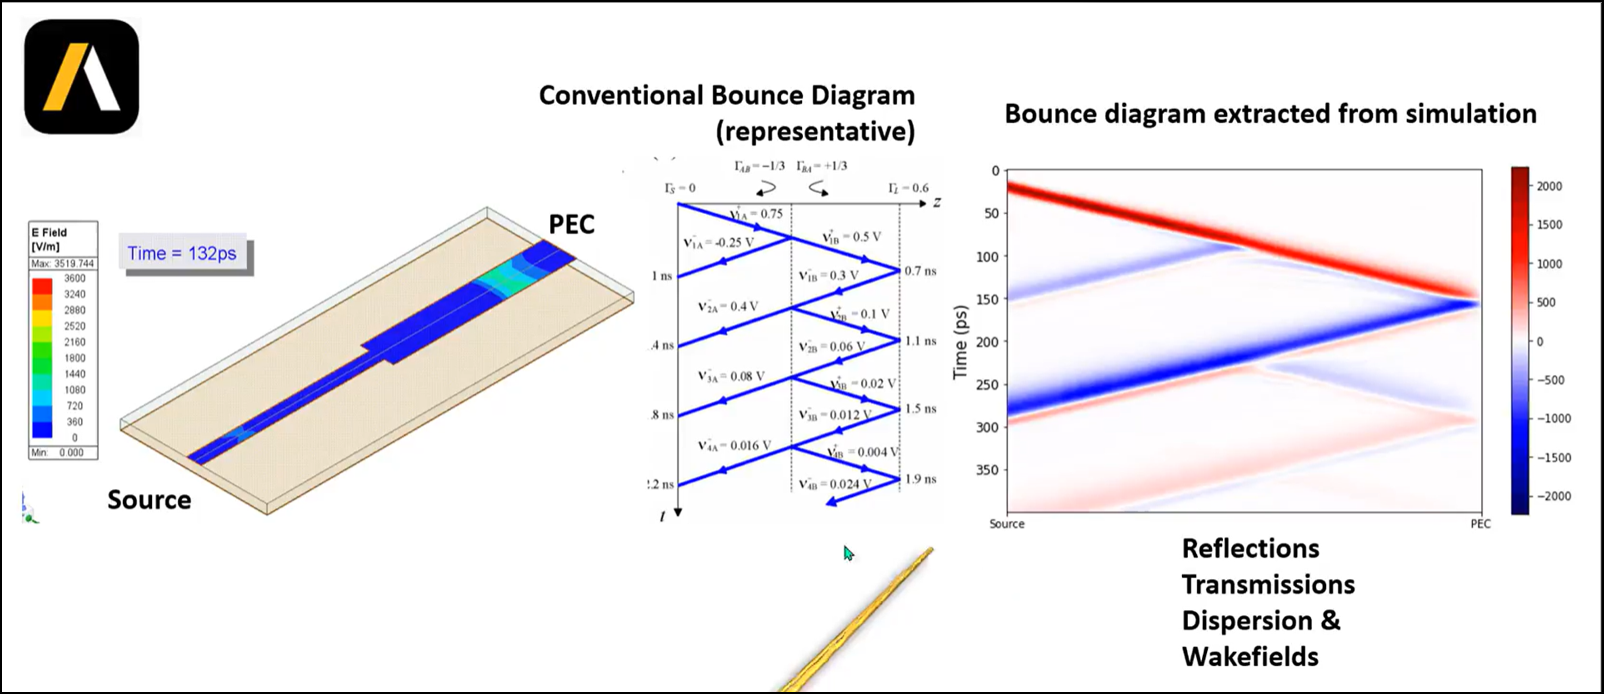 Conventional Bounce Diagram
(representative)
Bounce diagram extracted from simulation
E Field
[V/m]
Max: 3519.744
3600
3240
2880
2520
2160
1800
1440
1080
720
360
0
Min: 0.000
Time = 132ps
PEC
Source
Γ_AB = −1/3 Γ_BA = +1/3
Γ_S = 0
Γ_L = 0.6
z
v⁺_1A = 0.75
v⁻_1A = -0.25 V
v⁺_1B = 0.5 V
1 ns
v⁻_1B = 0.3 V
0.7 ns
v⁻_2A = 0.4 V
v⁺_2B = 0.1 V
.4 ns
v⁻_2B = 0.06 V
1.1 ns
v⁻_3A = 0.08 V
v⁺_3B = 0.02 V
.8 ns
v⁻_3B = 0.012 V
1.5 ns
v⁻_4A = 0.016 V
v⁺_4B = 0.004 V
.2 ns
v⁻_4B = 0.024 V
1.9 ns
t
Time (ps)
0
50
100
150
200
250
300
350
Source
PEC
2000
1500
1000
500
0
−500
−1000
−1500
−2000
Reflections
Transmissions
Dispersion &
Wakefields